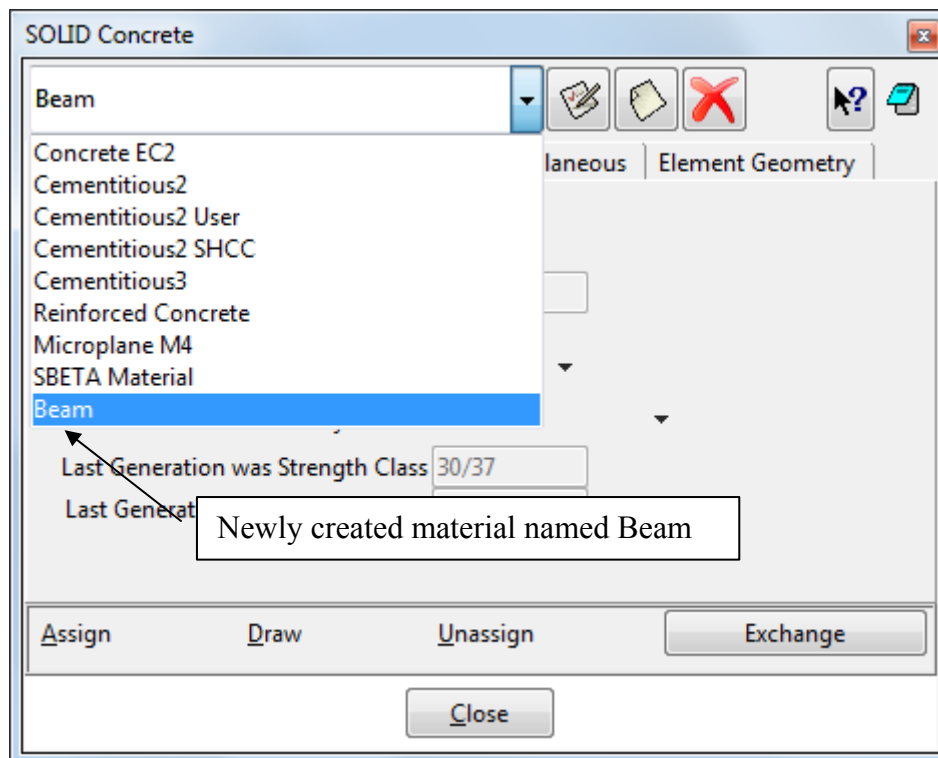 SOLID Concrete
Beam
Concrete EC2
laneous Element Geometry
Cementitious2
Cementitious2 User
Cementitious2 SHCC
Cementitious3
Reinforced Concrete
Microplane M4
SBETA Material
Beam
Last Generation was Strength Class 30/37
Last Generat
Newly created material named Beam
Assign Draw Unassign Exchange
Close